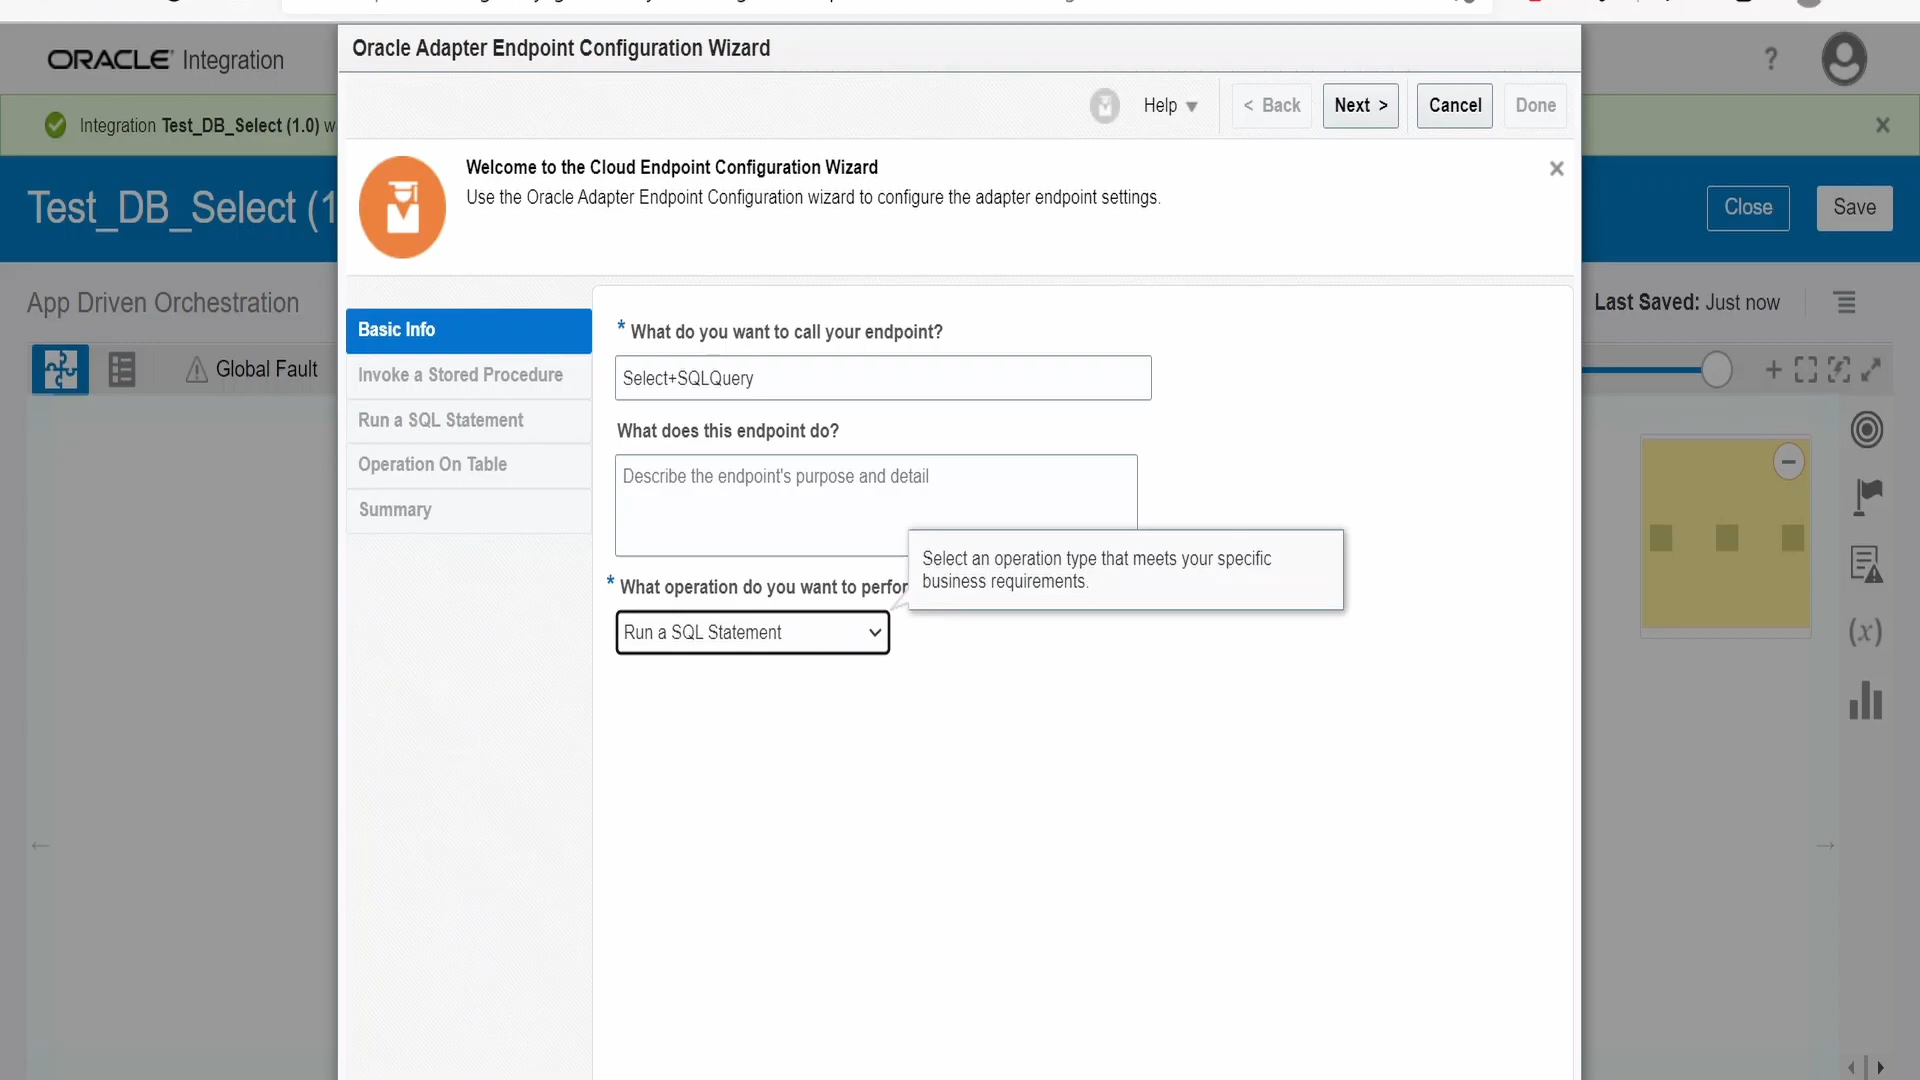 Oracle Adapter Endpoint Configuration Wizard
ORACLE Integration
?
Help
< Back
Next >
Cancel
Done
Integration Test_DB_Select (1.0) w
Welcome to the Cloud Endpoint Configuration Wizard
Use the Oracle Adapter Endpoint Configuration wizard to configure the adapter endpoint settings.
Test_DB_Select (1
Close
Save
App Driven Orchestration
Last Saved: Just now
Global Fault
Basic Info
Invoke a Stored Procedure
Run a SQL Statement
Operation On Table
Summary
* What do you want to call your endpoint?
Select+SQLQuery
What does this endpoint do?
Describe the endpoint's purpose and detail
Select an operation type that meets your specific
business requirements.
* What operation do you want to perfor
Run a SQL Statement
(x)